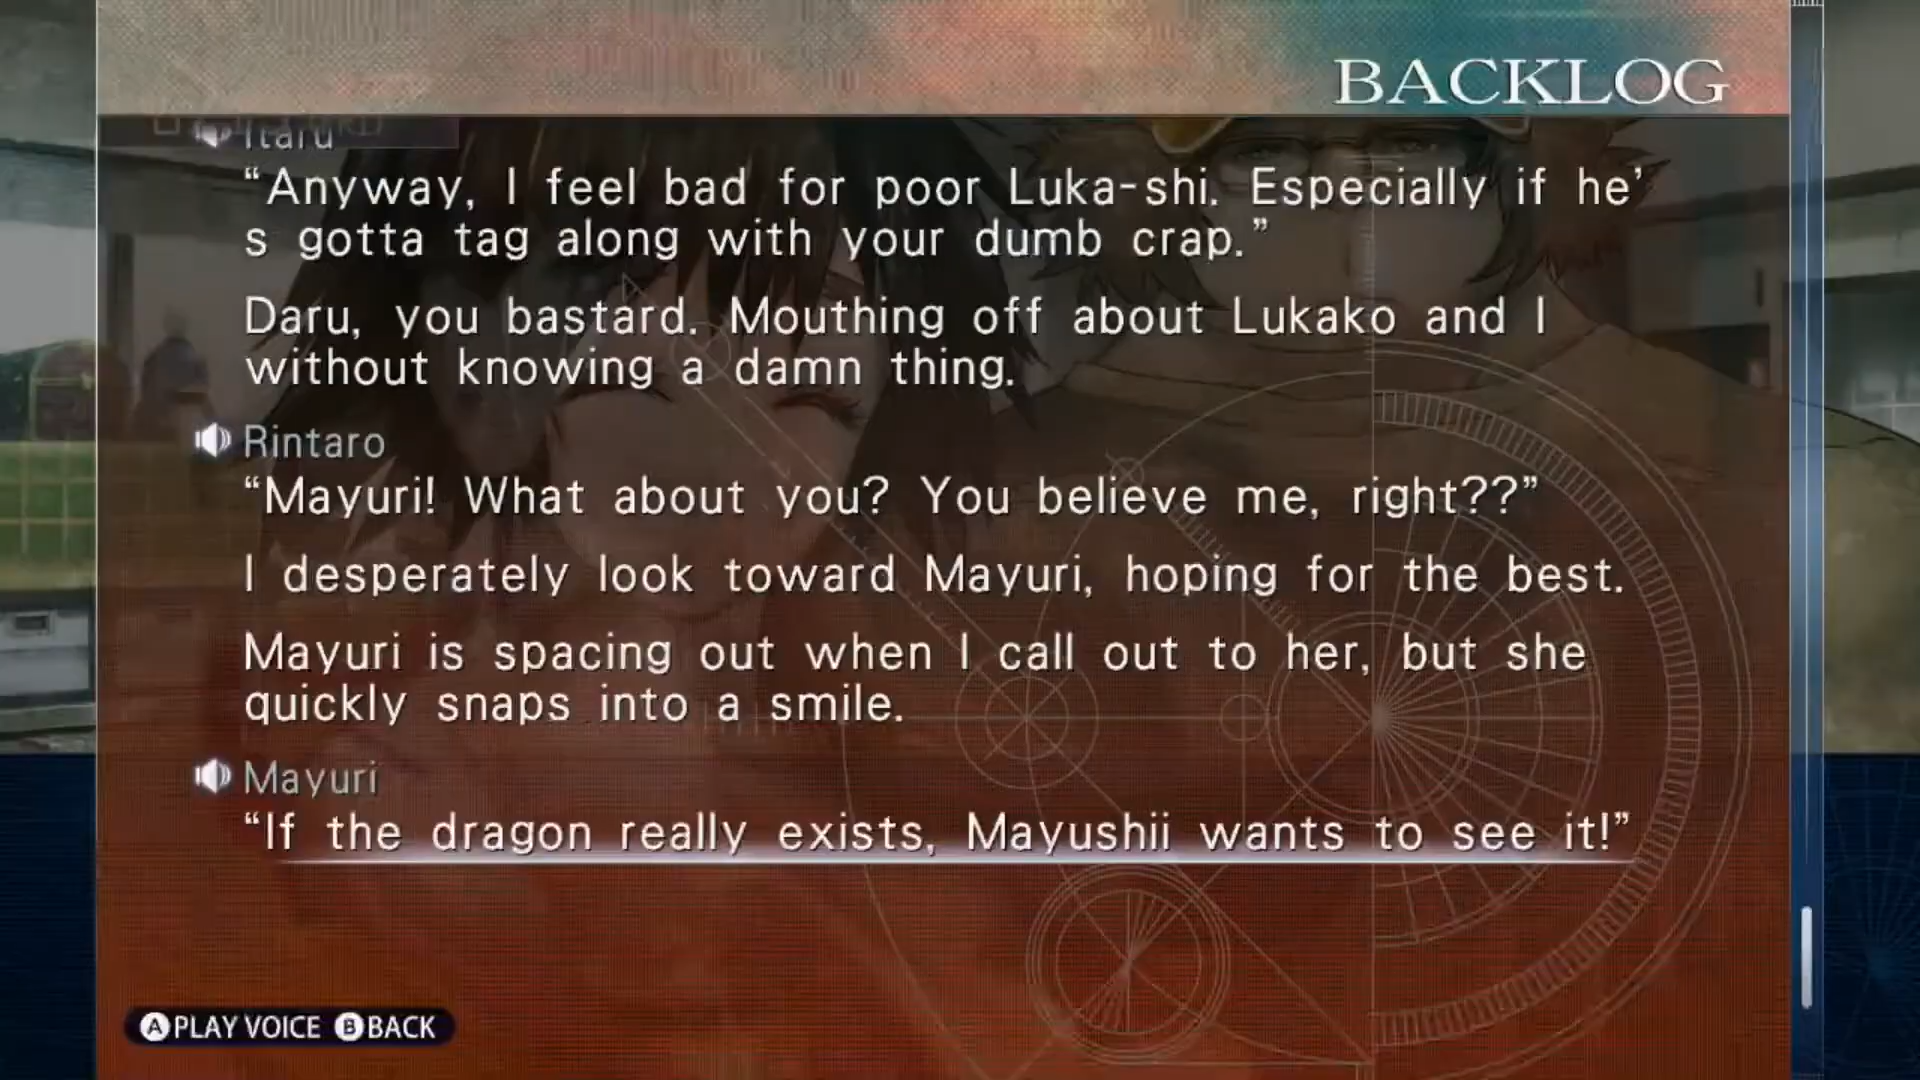 BACKLOG
Itaru
“Anyway, I feel bad for poor Luka-shi. Especially if he’
s gotta tag along with your dumb crap.”
Daru, you bastard. Mouthing off about Lukako and I
without knowing a damn thing.
Rintaro
“Mayuri! What about you? You believe me, right??”
I desperately look toward Mayuri, hoping for the best.
Mayuri is spacing out when I call out to her, but she
quickly snaps into a smile.
Mayuri
“If the dragon really exists, Mayushii wants to see it!”
A PLAY VOICE B BACK